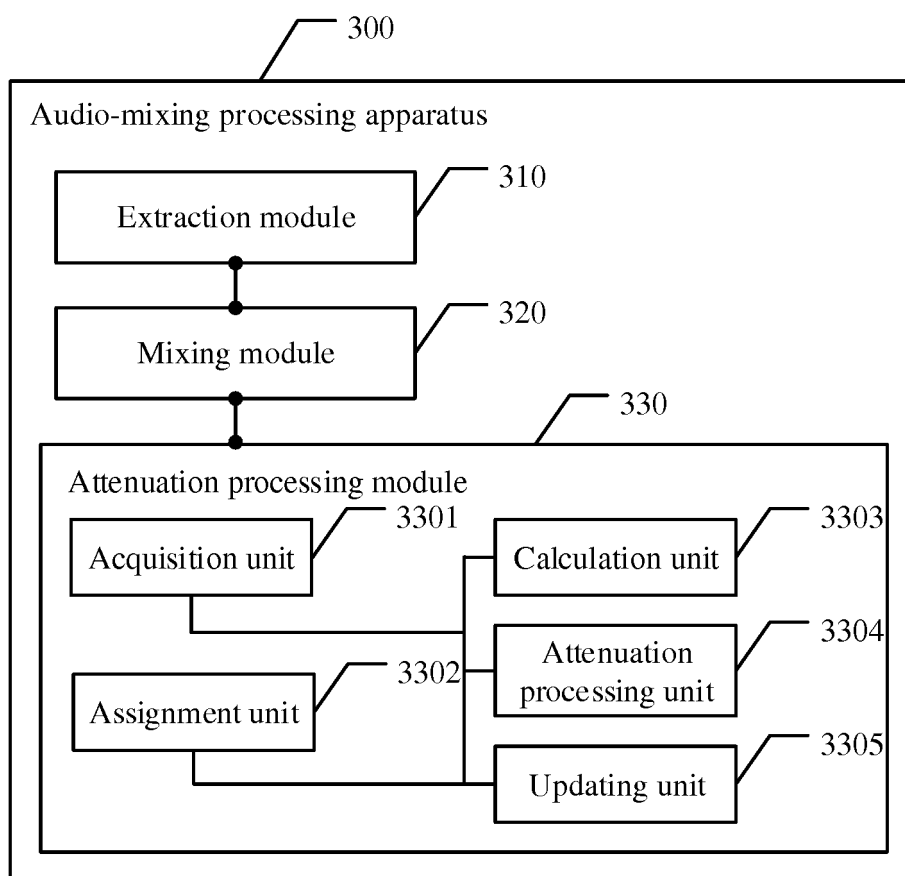 300
Audio-mixing processing apparatus
310
Extraction module
320
Mixing module
330
Attenuation processing module
3301
Acquisition unit
3303
Calculation unit
3304
Attenuation
processing unit
3302
Assignment unit
3305
Updating unit